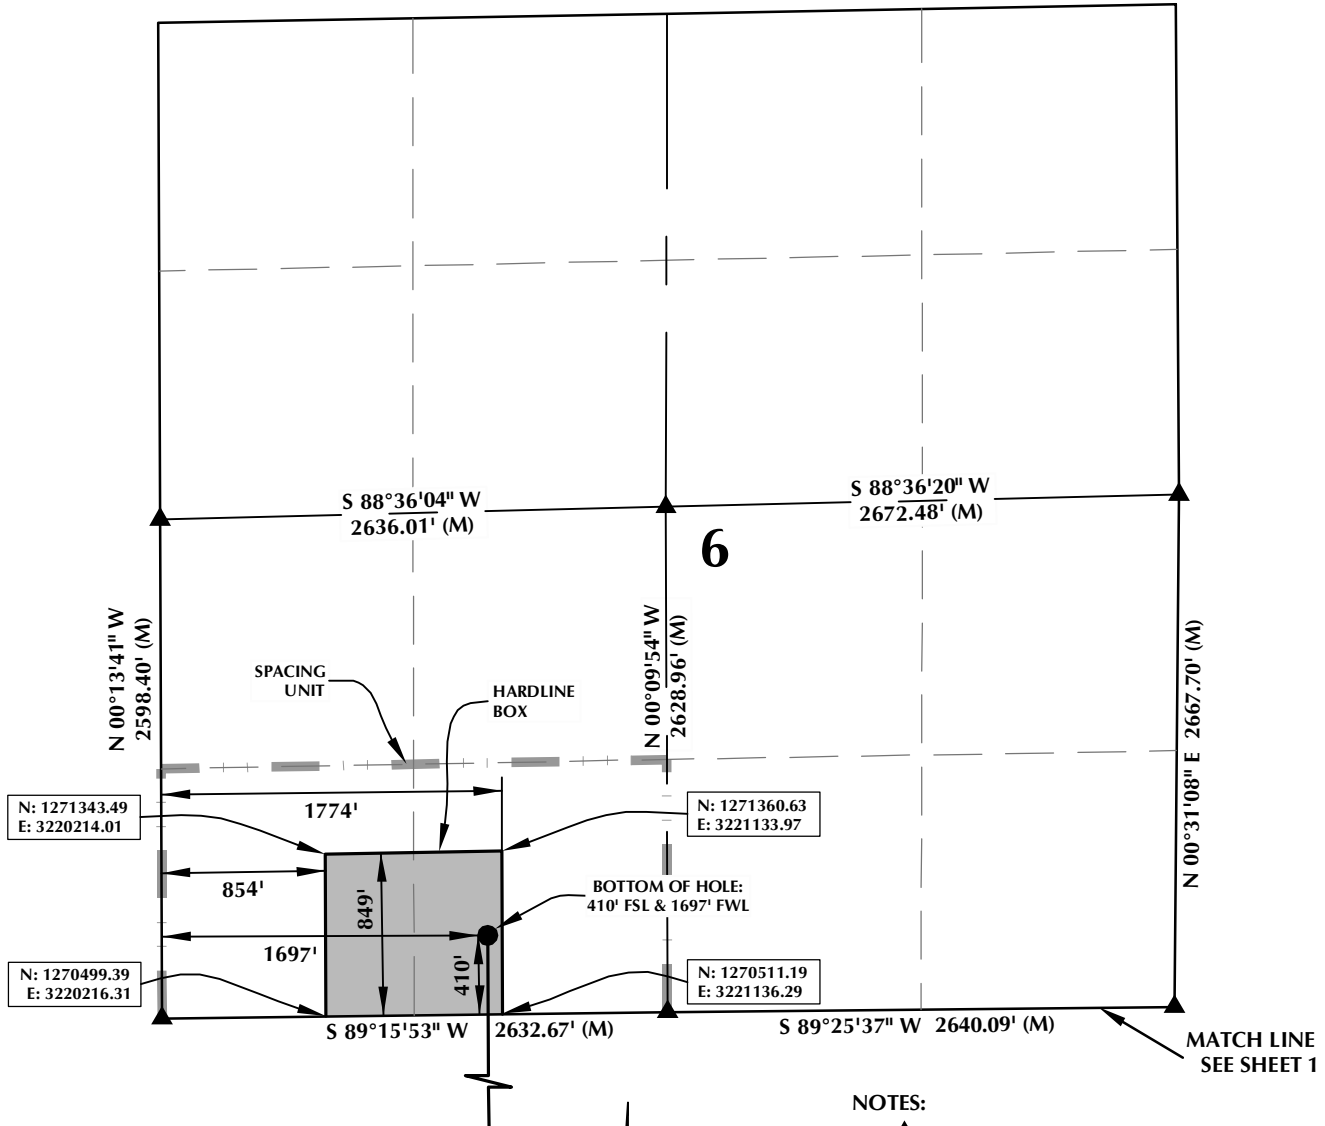 S 88°36'04" W
2636.01' (M)
S 88°36'20" W
2672.48' (M)
6
N 00°13'41" W
2598.40' (M)
N 00°09'54" W
2628.96' (M)
N 00°31'08" E 2667.70' (M)
SPACING
UNIT
HARDLINE
BOX
N: 1271343.49
E: 3220214.01
1774'
N: 1271360.63
E: 3221133.97
854'
849'
BOTTOM OF HOLE:
410' FSL & 1697' FWL
1697'
410'
N: 1270499.39
E: 3220216.31
N: 1270511.19
E: 3221136.29
S 89°15'53" W 2632.67' (M)
S 89°25'37" W 2640.09' (M)
MATCH LINE
SEE SHEET 1
NOTES: